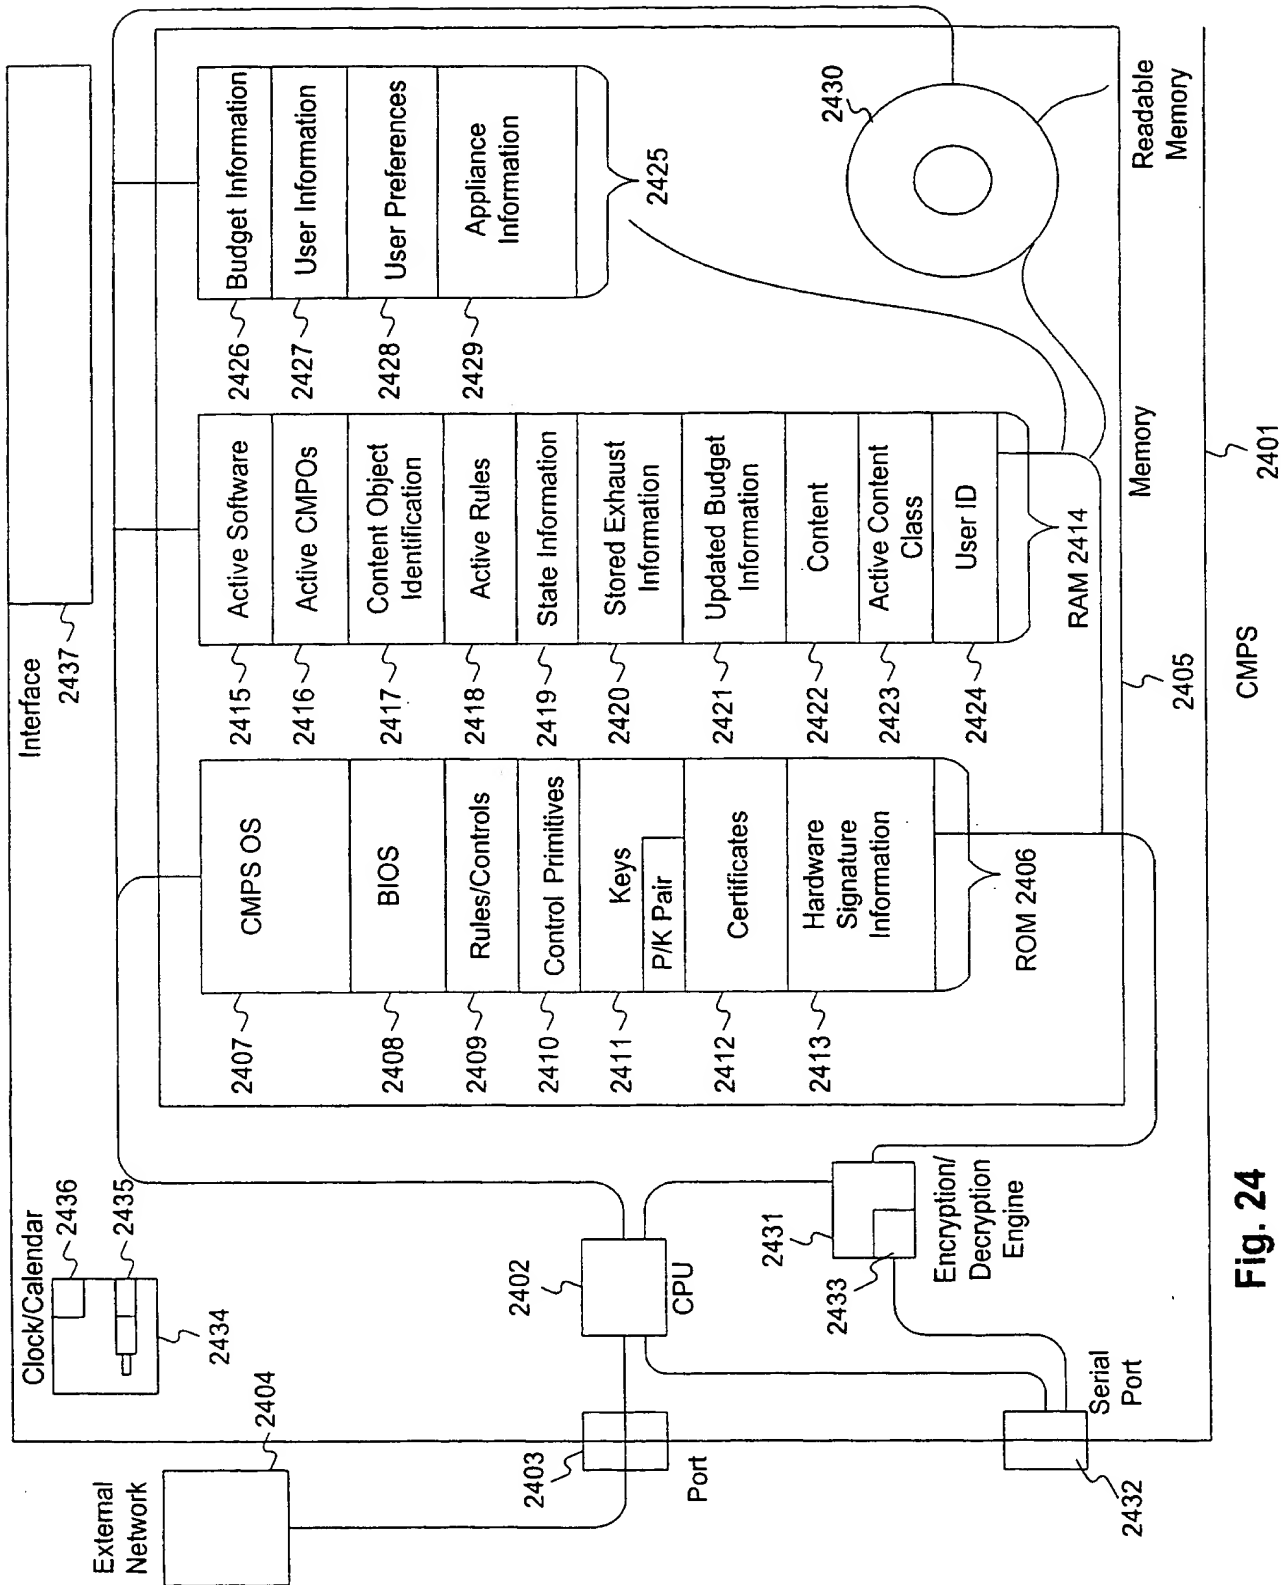 External
Network
2404
Clock/Calendar
2436
2435
2434
Interface
2437
2403
Port
2402
CPU
2431
2433
Encryption/
Decryption
Engine
Serial
Port
2432
2407
CMPS OS
2408
BIOS
2409
Rules/Controls
2410
Control Primitives
2411
Keys
P/K Pair
2412
Certificates
2413
Hardware
Signature
Information
ROM 2406
2415
Active Software
2416
Active CMPOs
2417
Content Object
Identification
2418
Active Rules
2419
State Information
2420
Stored Exhaust
Information
2421
Updated Budget
Information
2422
Content
2423
Active Content
Class
2424
User ID
RAM 2414
2426
Budget Information
2427
User Information
2428
User Preferences
2429
Appliance
Information
2425
2430
Readable
Memory
Memory
2405
2401
CMPS
Fig. 24